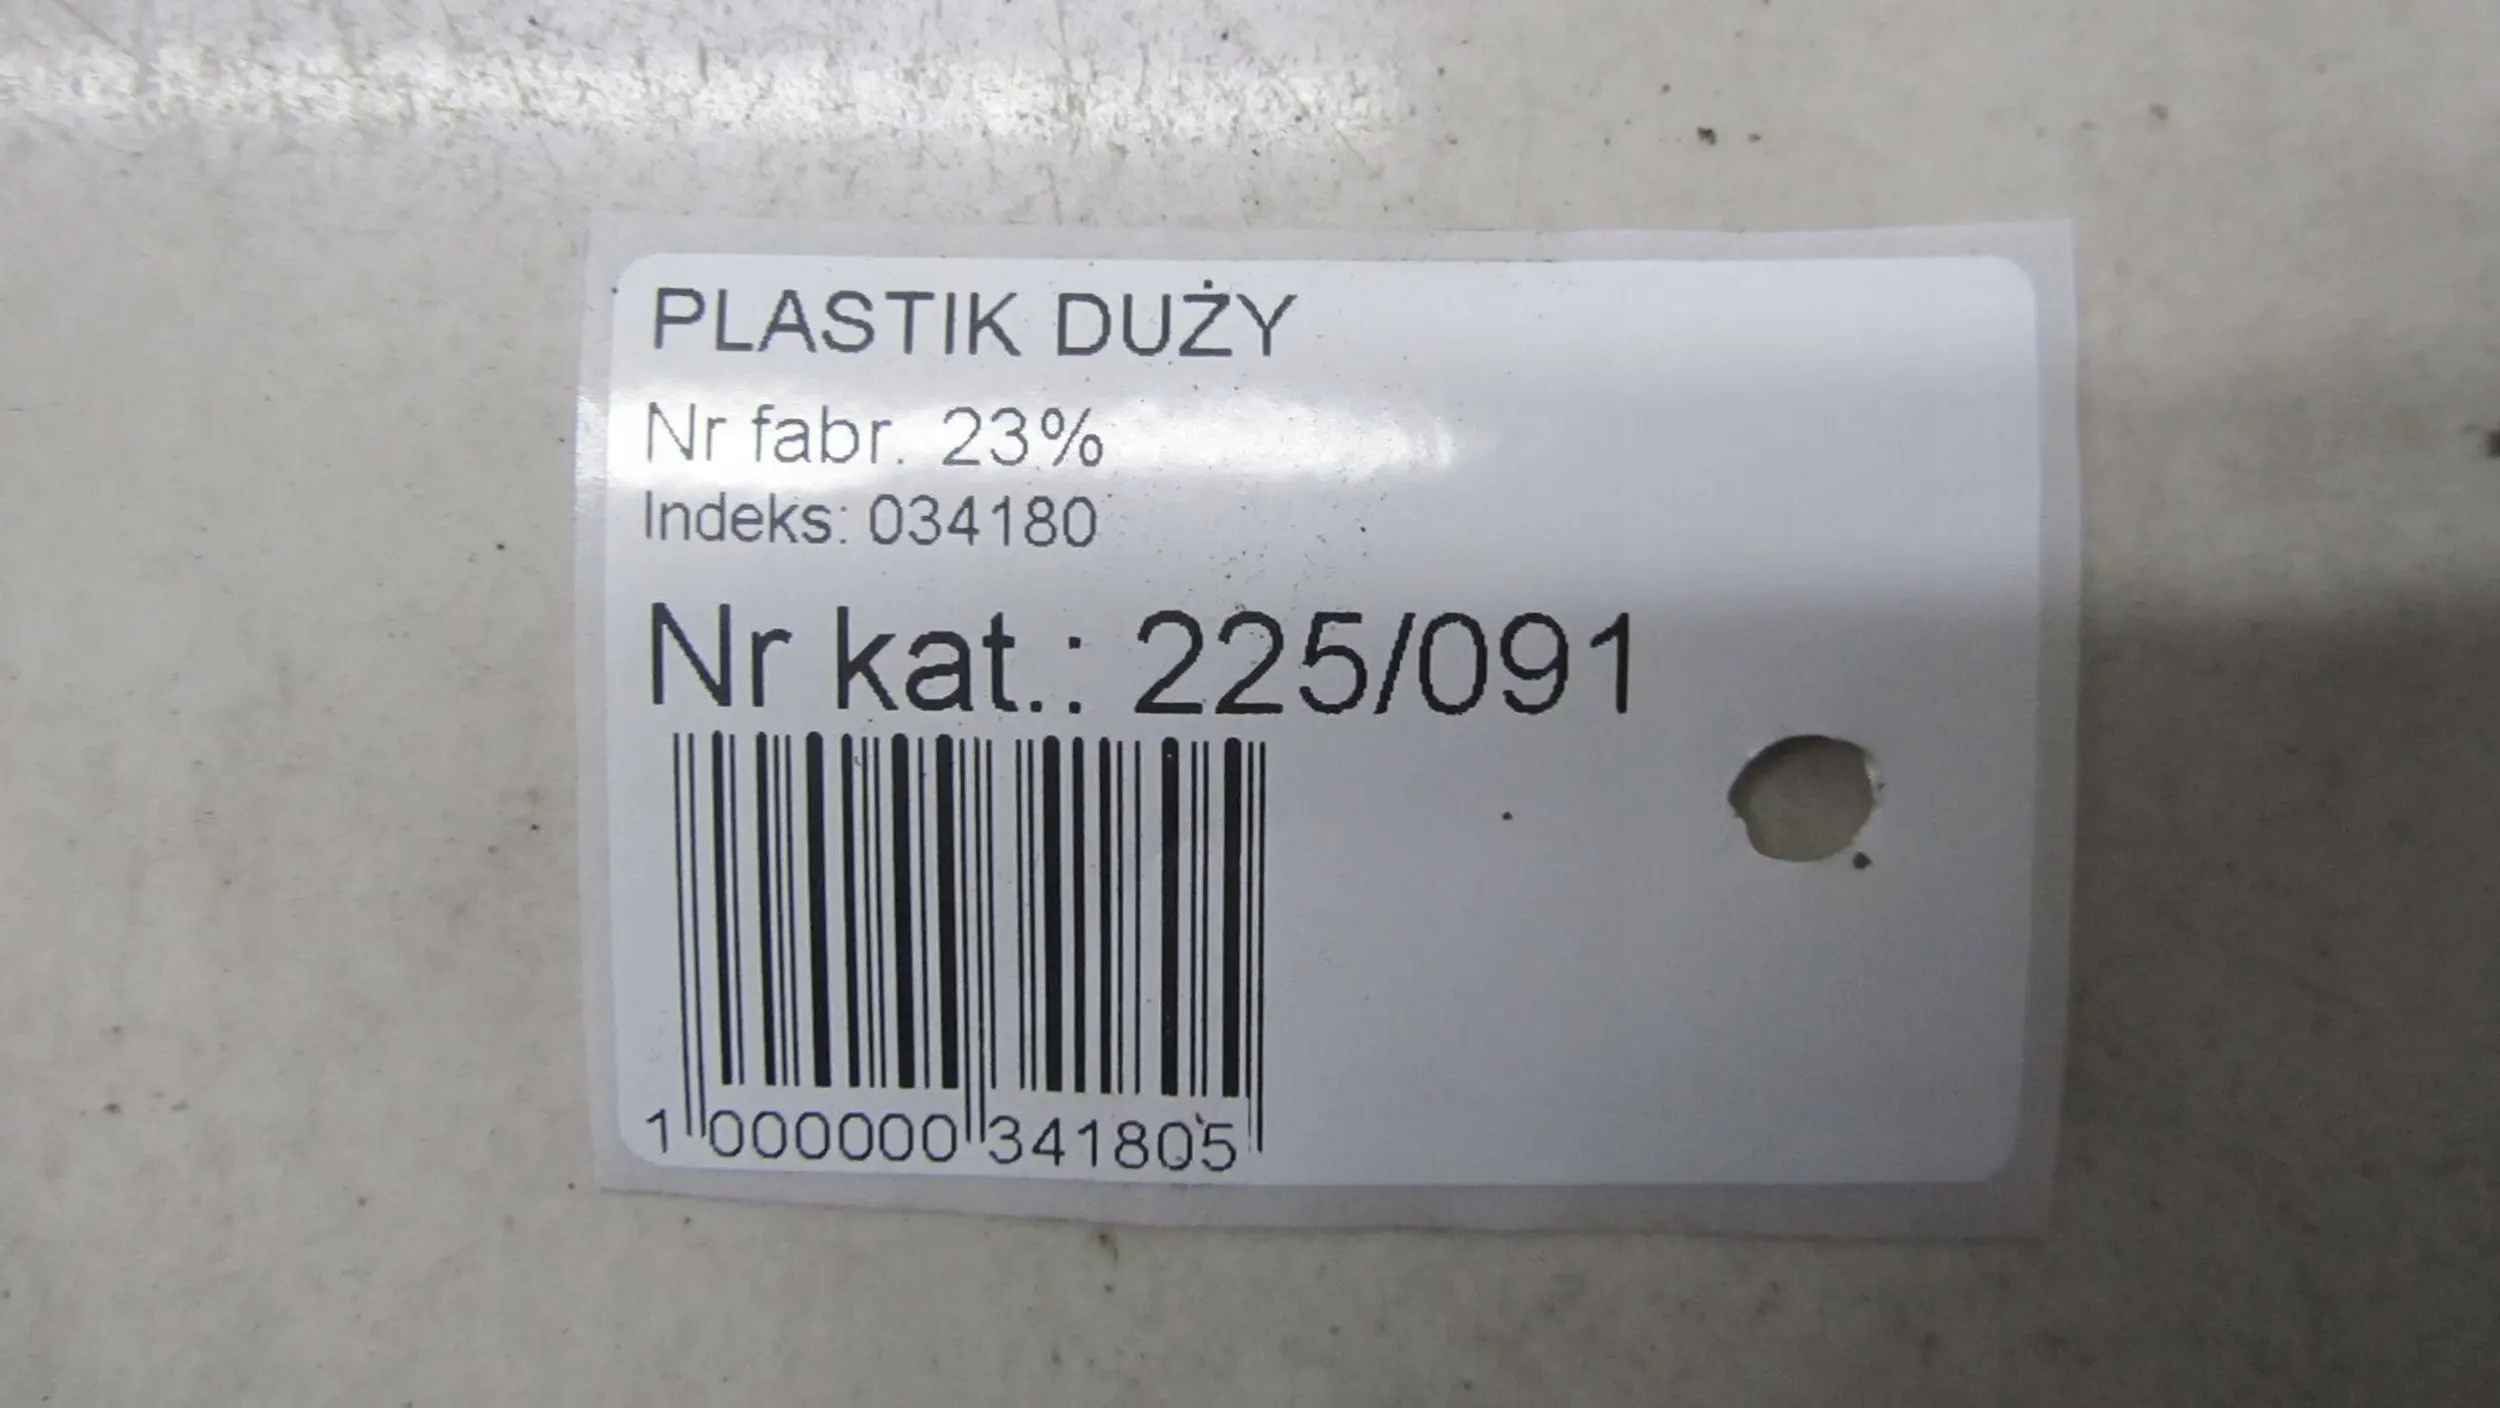 PLASTIK DUŻY
Nr fabr. 23%
Indeks: 034180
Nr kat.: 225/091
1 000000 341805